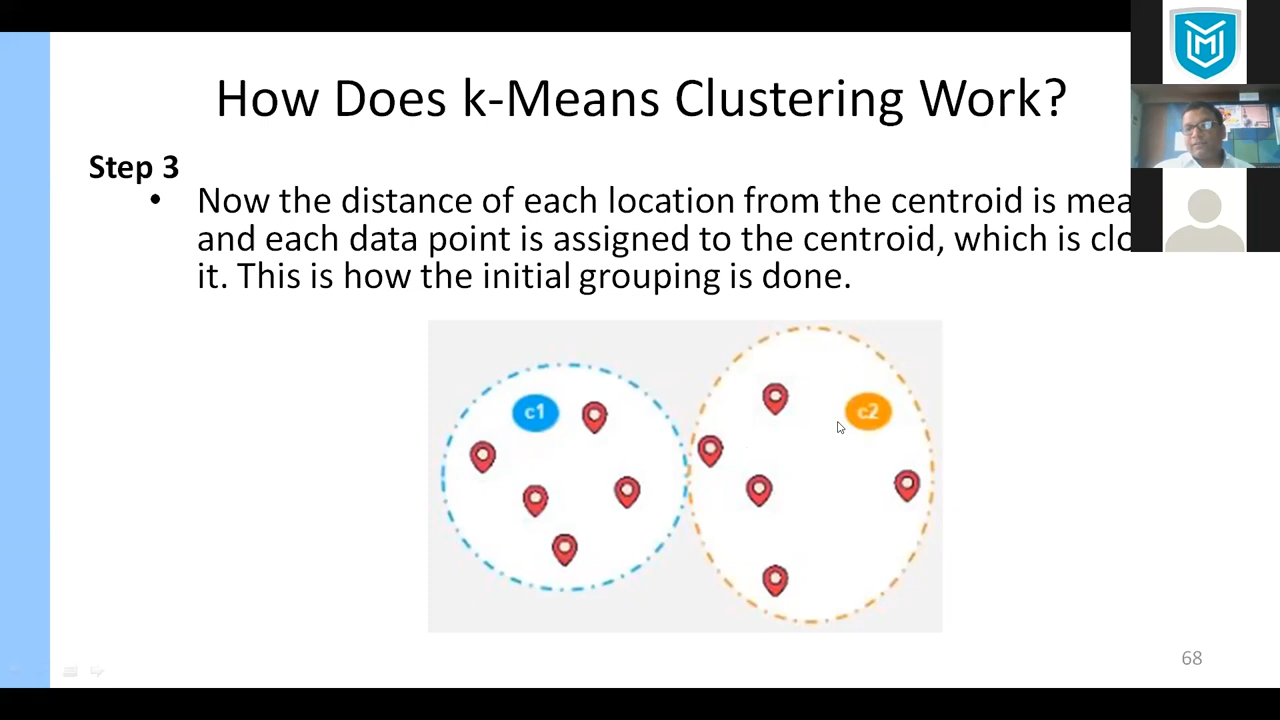 How Does k-Means Clustering Work?
Step 3
• Now the distance of each location from the centroid is mea
and each data point is assigned to the centroid, which is clo
it. This is how the initial grouping is done.
c1
c2
68